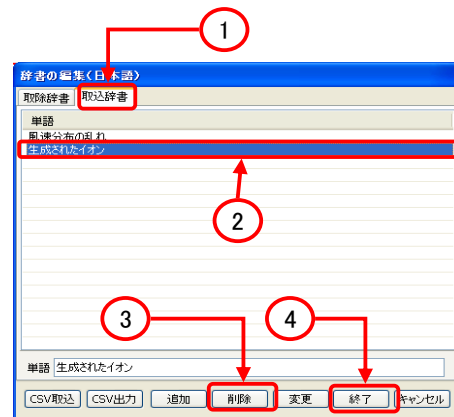 1
辞書の編集(日本語)
取除辞書 取込辞書
単語
風速分布の乱れ
生成されたイオン
2
3 4
単語 生成されたイオン
CSV取込 CSV出力 追加 削除 変更 終了 キャンセル